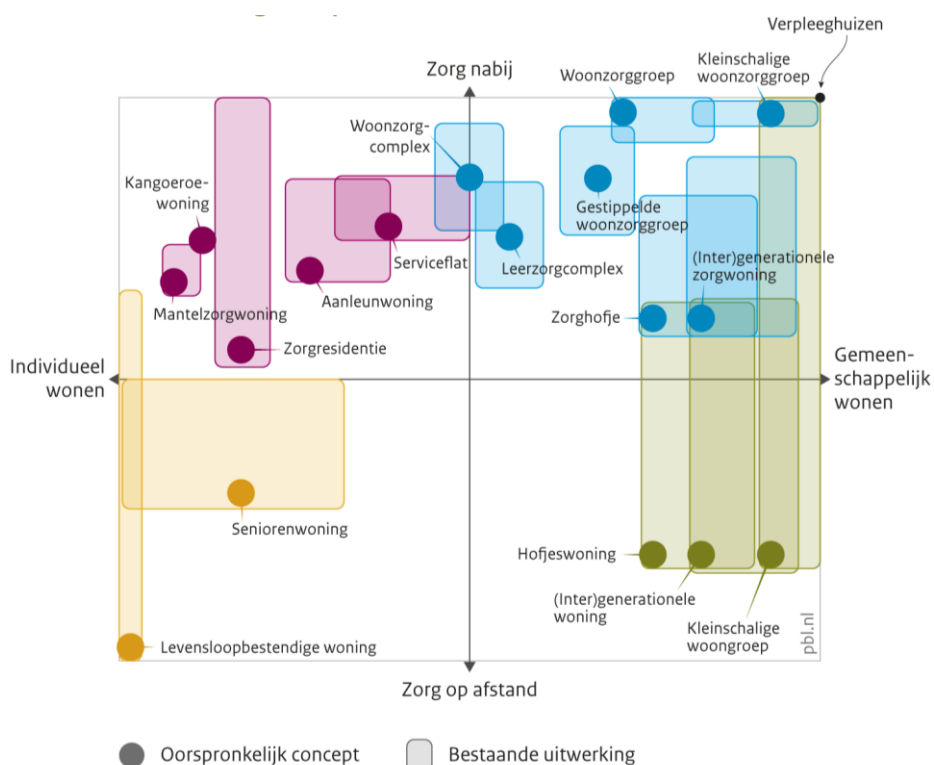 Verpleeghuizen
Zorg nabij
Woonzorggroep
Kleinschalige
woonzorggroep
Woonzorg-
complex
Kangoeroe-
woning
Gestippelde
woonzorggroep
Serviceflat
Leerzorgcomplex
(Inter)generationele
zorgwoning
Aanleunwoning
Mantelzorgwoning
Zorghofje
Zorgresidentie
Individueel
wonen
Gemeen-
schappelijk
wonen
Seniorenwoning
Hofjeswoning
(Inter)generationele
woning
Kleinschalige
woongroep
pbl.nl
Levensloopbestendige woning
Zorg op afstand
Oorspronkelijk concept
Bestaande uitwerking